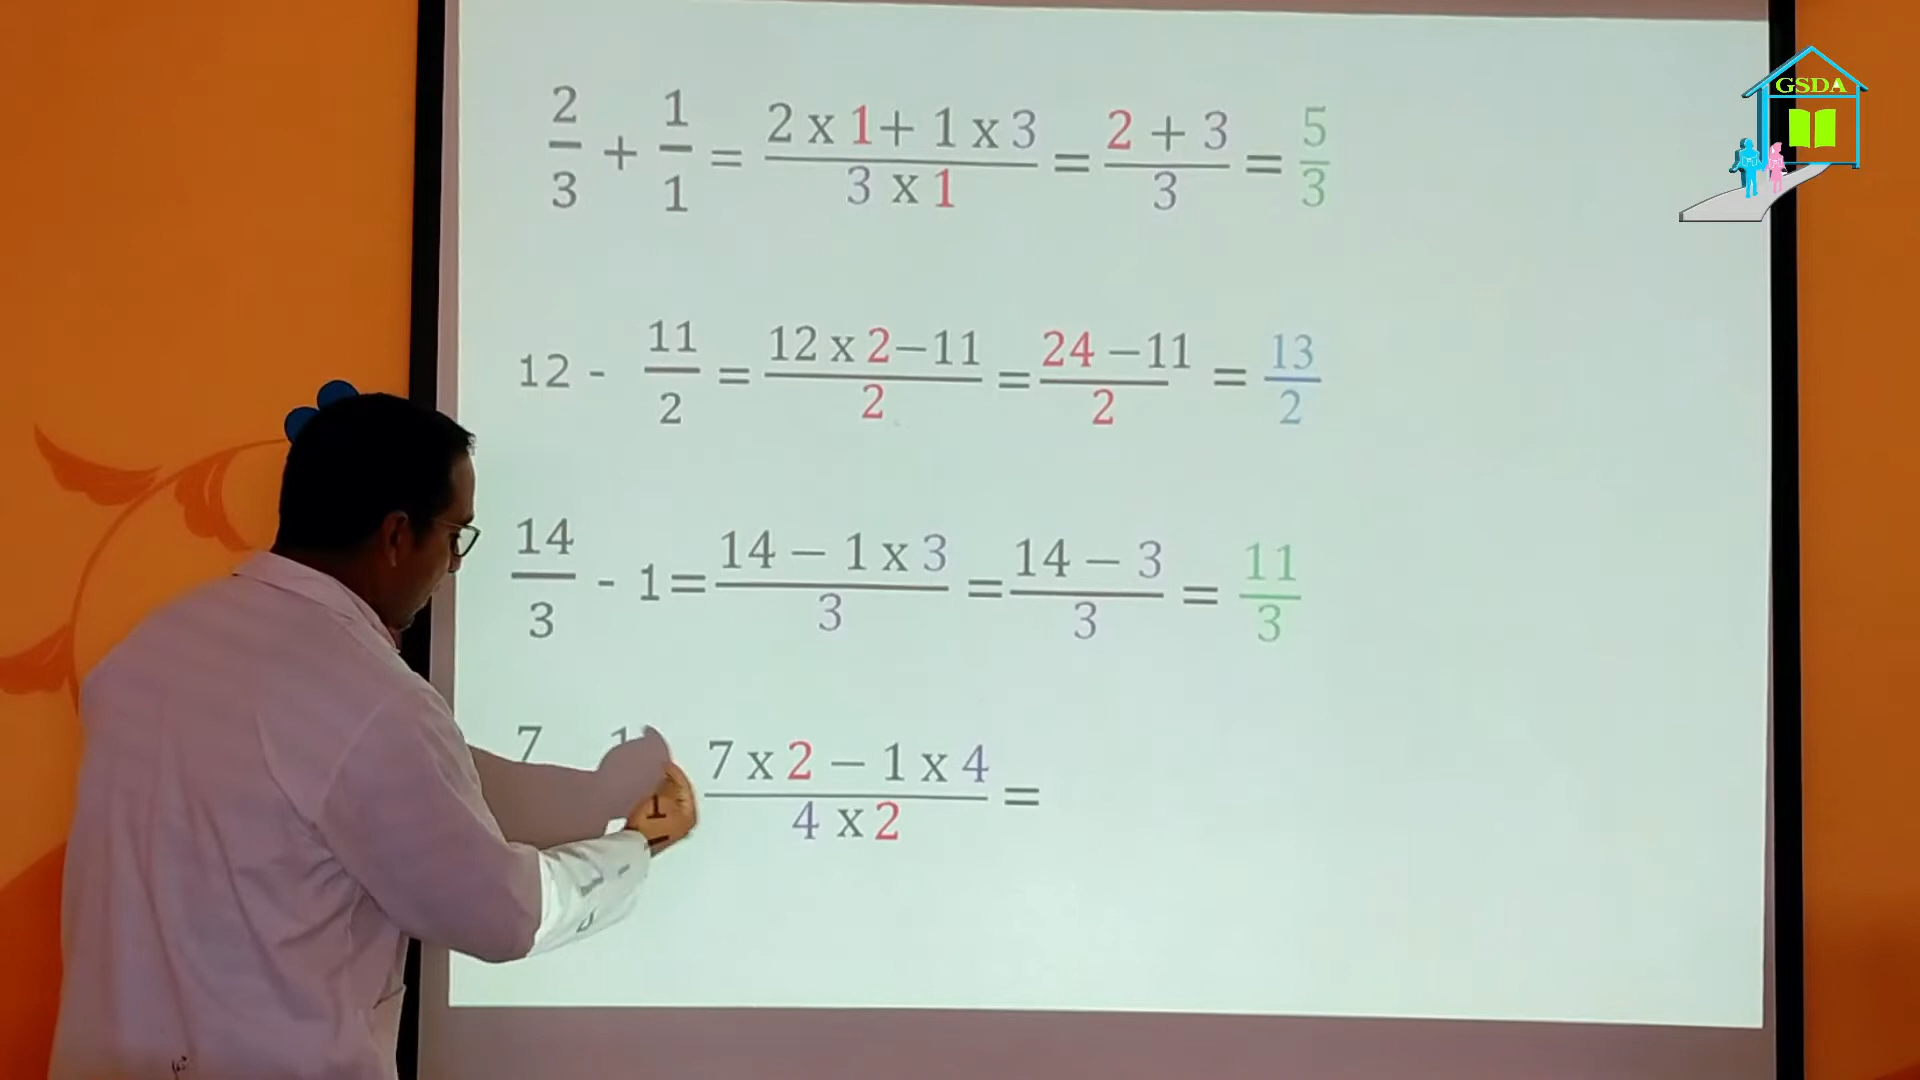 GSDA
2/3 + 1/1 = (2 x 1+ 1 x 3)/(3 x 1) = (2 + 3)/3 = 5/3
12 - 11/2 = (12 x 2−11)/2 = (24 −11)/2 = 13/2
14/3 - 1= (14 − 1 x 3)/3 = (14 − 3)/3 = 11/3
7 1 (7 x 2 − 1 x 4)/(4 x 2) =